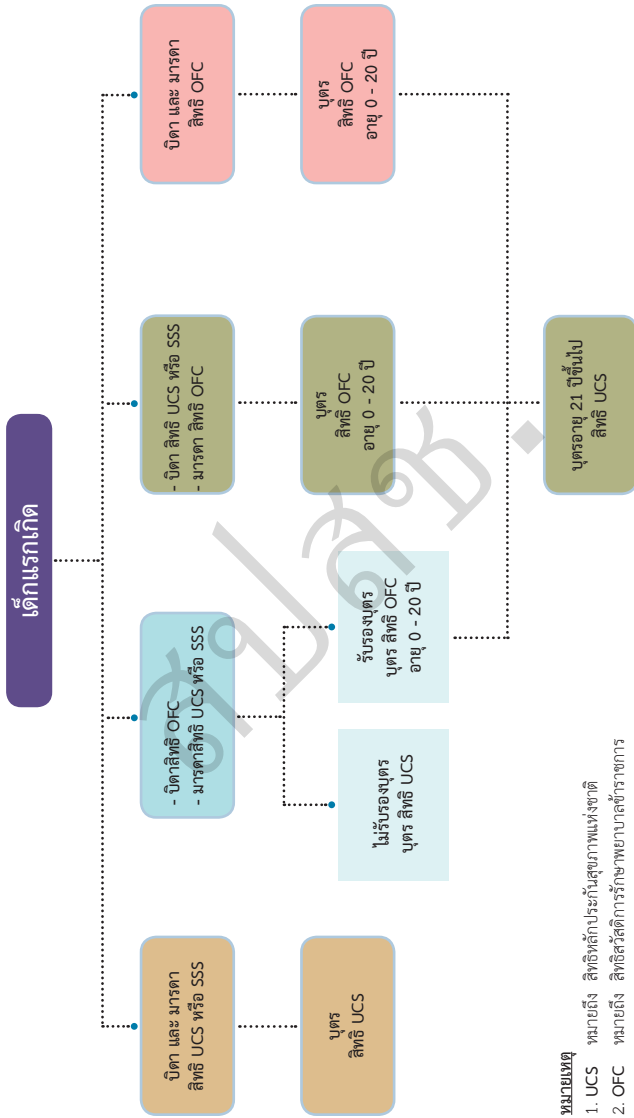 เด็กแรกเกิด
บิดา และ มารดา
สิทธิ UCS หรือ SSS
บุตร
สิทธิ UCS
- บิดาสิทธิ OFC
- มารดาสิทธิ UCS หรือ SSS
ไม่รับรองบุตร
บุตร สิทธิ UCS
รับรองบุตร
บุตร สิทธิ OFC
อายุ 0 - 20 ปี
- บิดา สิทธิ UCS หรือ SSS
- มารดา สิทธิ OFC
บุตร
สิทธิ OFC
อายุ 0 - 20 ปี
บิดา และ มารดา
สิทธิ OFC
บุตร
สิทธิ OFC
อายุ 0 - 20 ปี
บุตรอายุ 21 ปีขึ้นไป
สิทธิ UCS
หมายเหตุ
1. UCS หมายถึง สิทธิหลักประกันสุขภาพแห่งชาติ
2. OFC หมายถึง สิทธิสวัสดิการรักษาพยาบาลข้าราชการ
สปสช.